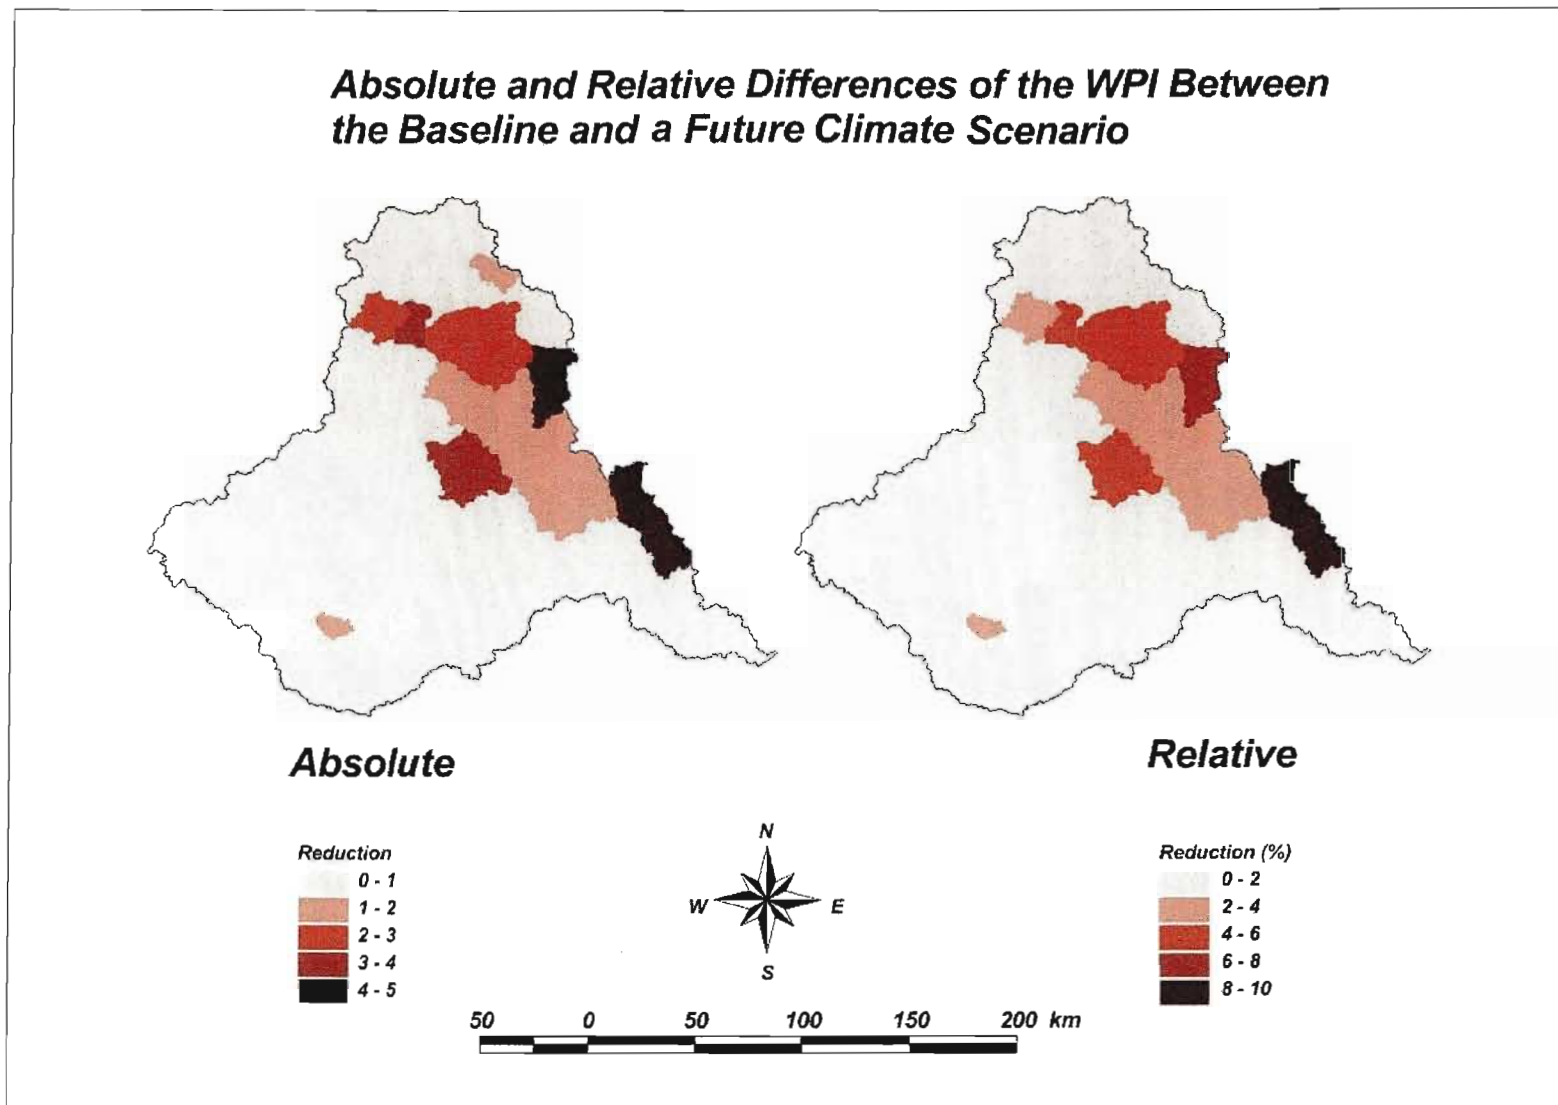 Absolute and Relative Differences of the WPI Between
the Baseline and a Future Climate Scenario
Absolute
Relative
Reduction
0 - 1
1 - 2
2 - 3
3 - 4
4 - 5
N
W
E
S
Reduction (%)
0 - 2
2 - 4
4 - 6
6 - 8
8 - 10
50 0 50 100 150 200 km